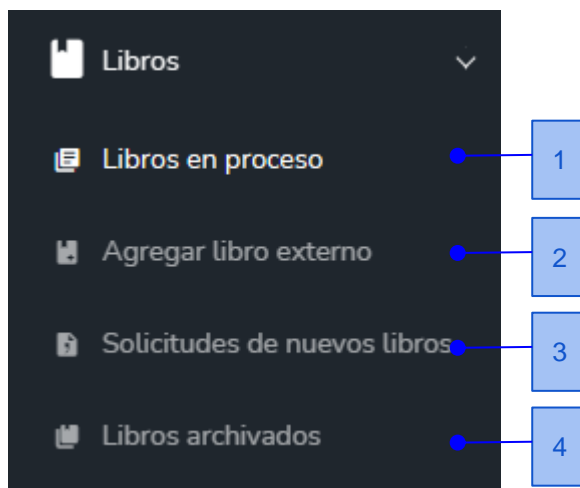 Libros
Libros en proceso
1
Agregar libro externo
2
Solicitudes de nuevos libros
3
Libros archivados
4